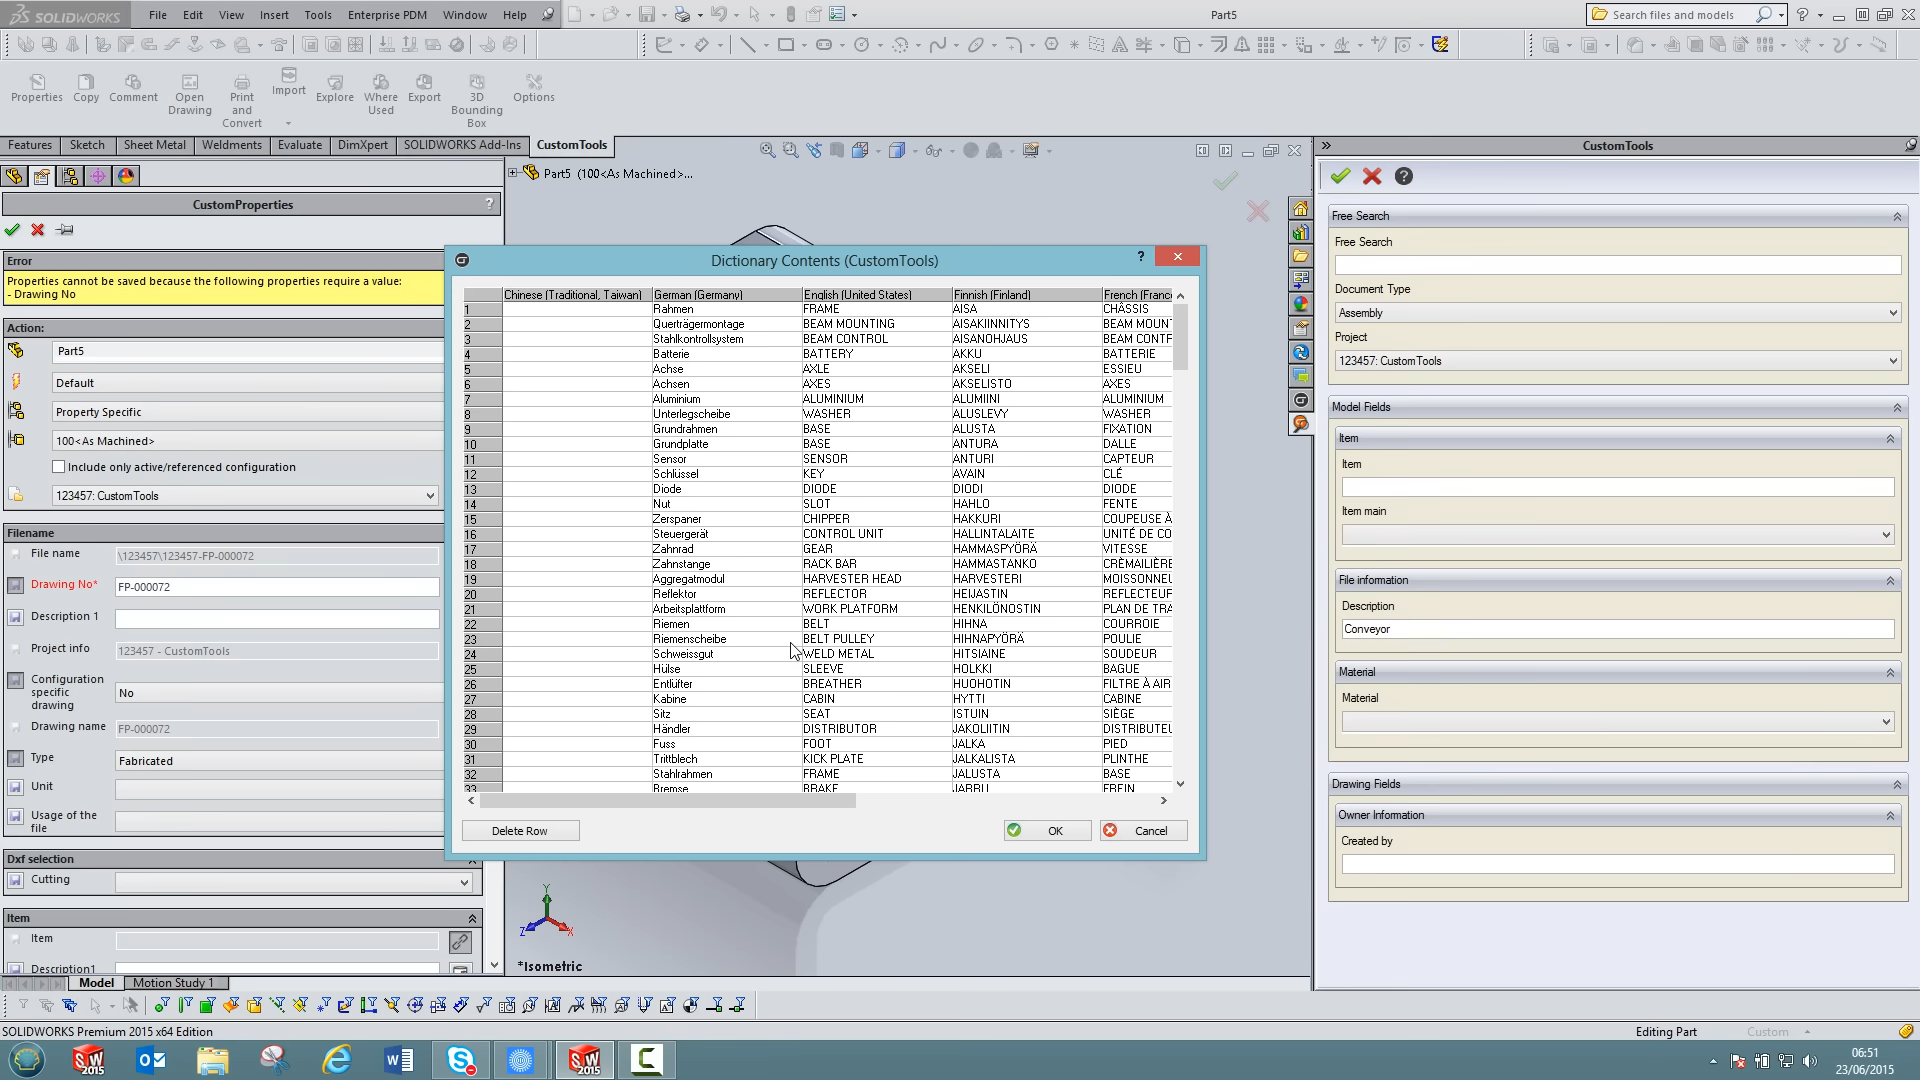 SOLIDWORKS File Edit View Insert Tools Enterprise PDM Window Help Part5 Search files and models
Properties Copy Comment Open Drawing Print and Convert Import Explore Where Used Export 3D Bounding Box Options
Features Sketch Sheet Metal Weldments Evaluate DimXpert SOLIDWORKS Add-Ins CustomTools
CustomTools
Part5 (100<As Machined>...
CustomProperties ?
Error
Properties cannot be saved because the following properties require a value:
- Drawing No
Action:
Part5
Default
Property Specific
100<As Machined>
Include only active/referenced configuration
123457: CustomTools
Filename
File name \123457\123457-FP-000072
Drawing No* FP-000072
Description 1
Project info 123457 - CustomTools
Configuration specific drawing No
Drawing name FP-000072
Type Fabricated
Unit
Usage of the file
Dxf selection
Cutting
Item
Item
Description1
Dictionary Contents (CustomTools) ?
Chinese (Traditional, Taiwan) German (Germany) English (United States) Finnish (Finland) French (Franc
1 Rahmen FRAME AISA CHÂSSIS
2 Querträgermontage BEAM MOUNTING AISAKIINNITYS BEAM MOUNT
3 Stahlkontrollsystem BEAM CONTROL AISANOHJAUS BEAM CONTR
4 Batterie BATTERY AKKU BATTERIE
5 Achse AXLE AKSELI ESSIEU
6 Achsen AXES AKSELISTO AXES
7 Aluminium ALUMINIUM ALUMIINI ALUMINIUM
8 Unterlegscheibe WASHER ALUSLEVY WASHER
9 Grundrahmen BASE ALUSTA FIXATION
10 Grundplatte BASE ANTURA DALLE
11 Sensor SENSOR ANTURI CAPTEUR
12 Schlüssel KEY AVAIN CLÉ
13 Diode DIODE DIODI DIODE
14 Nut SLOT HAHLO FENTE
15 Zerspaner CHIPPER HAKKURI COUPEUSE À
16 Steuergerät CONTROL UNIT HALLINTALAITE UNITÉ DE CO
17 Zahnrad GEAR HAMMASPYÖRÄ VITESSE
18 Zahnstange RACK BAR HAMMASTANKO CRÈMAILIÈRE
19 Aggregatmodul HARVESTER HEAD HARVESTERI MOISSONNEU
20 Reflektor REFLECTOR HEIJASTIN REFLECTEUR
21 Arbeitsplattform WORK PLATFORM HENKILÖNOSTIN PLAN DE TRA
22 Riemen BELT HIHNA COURROIE
23 Riemenscheibe BELT PULLEY HIHNAPYÖRÄ POULIE
24 Schweissgut WELD METAL HITSIAINE SOUDEUR
25 Hülse SLEEVE HOLKKI BAGUE
26 Entlüfter BREATHER HUOHOTIN FILTRE À AIR
27 Kabine CABIN HYTTI CABINE
28 Sitz SEAT ISTUIN SIÈGE
29 Händler DISTRIBUTOR JAKOLIITIN DISTRIBUTEU
30 Fuss FOOT JALKA PIED
31 Trittblech KICK PLATE JALKALISTA PLINTHE
32 Stahlrahmen FRAME JALUSTA BASE
33 Bremse BRAKE JARRU FREIN
Delete Row OK Cancel
Free Search
Free Search
Document Type
Assembly
Project
123457: CustomTools
Model Fields
Item
Item
Item main
File information
Description
Conveyor
Material
Material
Drawing Fields
Owner Information
Created by
Y
Z X
*Isometric
Model Motion Study 1
SOLIDWORKS Premium 2015 x64 Edition Editing Part Custom
06:51
23/06/2015